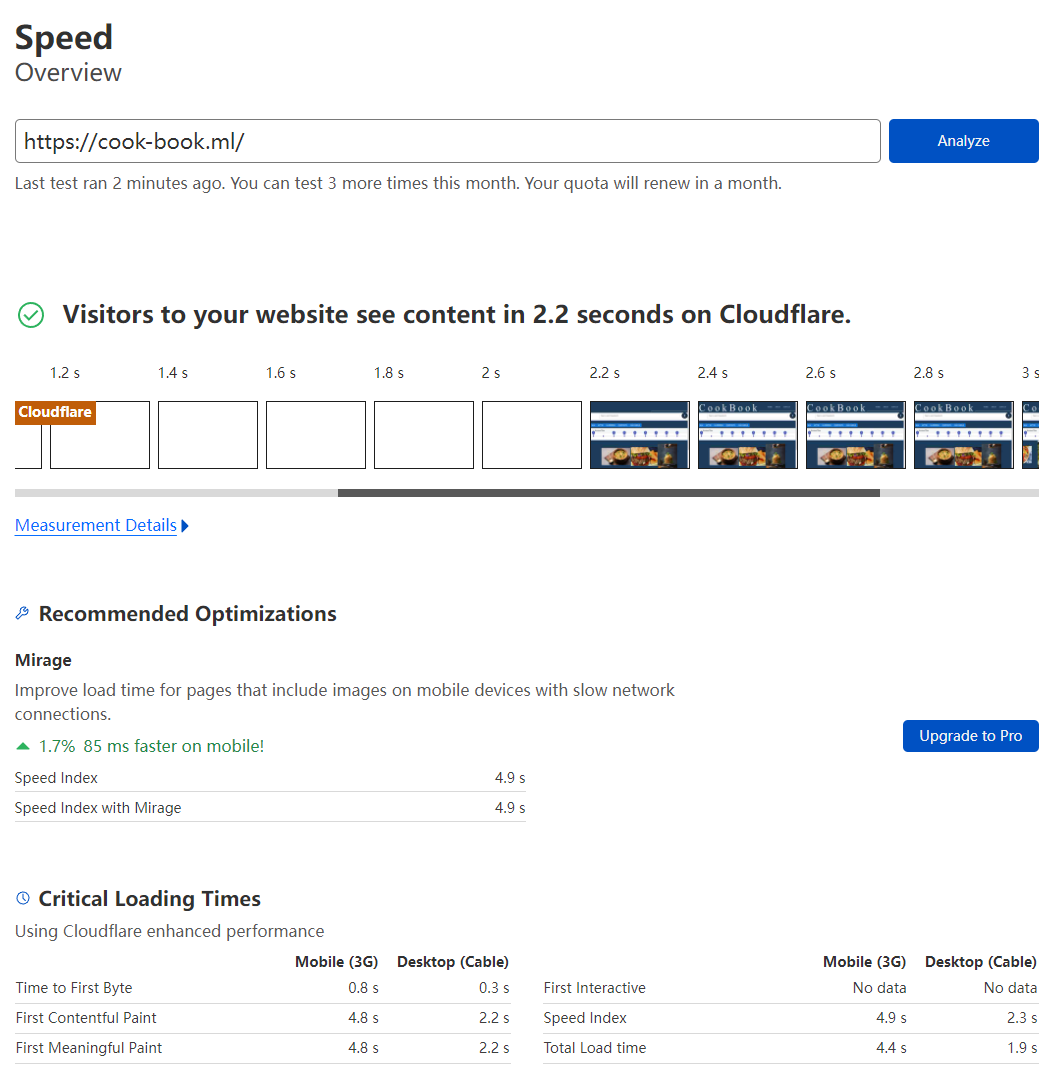 Speed
Overview
https://cook-book.ml/
Analyze
Last test ran 2 minutes ago. You can test 3 more times this month. Your quota will renew in a month.
Visitors to your website see content in 2.2 seconds on Cloudflare.
1.2 s 1.4 s 1.6 s 1.8 s 2 s 2.2 s 2.4 s 2.6 s 2.8 s 3 s
Cloudflare
CookBook CookBook CookBook
Measurement Details
Recommended Optimizations
Mirage
Improve load time for pages that include images on mobile devices with slow network
connections.
1.7% 85 ms faster on mobile!
Upgrade to Pro
Speed Index 4.9 s
Speed Index with Mirage 4.9 s
Critical Loading Times
Using Cloudflare enhanced performance
Mobile (3G) Desktop (Cable)
Time to First Byte 0.8 s 0.3 s
First Contentful Paint 4.8 s 2.2 s
First Meaningful Paint 4.8 s 2.2 s
Mobile (3G) Desktop (Cable)
First Interactive No data No data
Speed Index 4.9 s 2.3 s
Total Load time 4.4 s 1.9 s